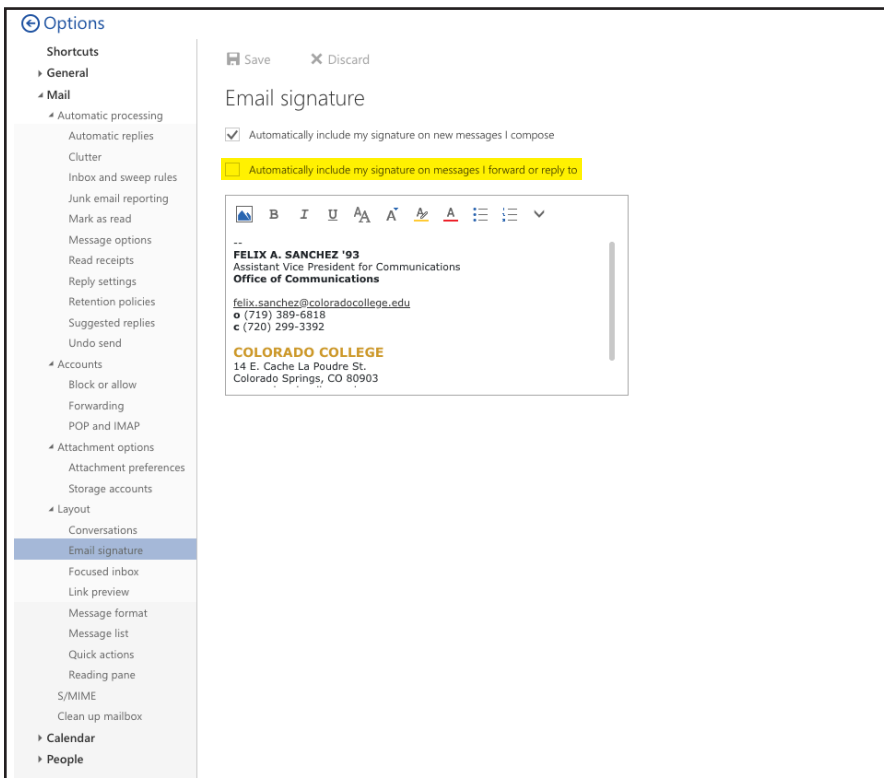 Options
Shortcuts
General
Mail
Automatic processing
Automatic replies
Clutter
Inbox and sweep rules
Junk email reporting
Mark as read
Message options
Read receipts
Reply settings
Retention policies
Suggested replies
Undo send
Accounts
Block or allow
Forwarding
POP and IMAP
Attachment options
Attachment preferences
Storage accounts
Layout
Conversations
Email signature
Focused inbox
Link preview
Message format
Message list
Quick actions
Reading pane
S/MIME
Clean up mailbox
Calendar
People
Save Discard
Email signature
Automatically include my signature on new messages I compose
Automatically include my signature on messages I forward or reply to
B I U AA A A A
--
FELIX A. SANCHEZ '93
Assistant Vice President for Communications
Office of Communications
felix.sanchez@coloradocollege.edu
o (719) 389-6818
c (720) 299-3392
COLORADO COLLEGE
14 E. Cache La Poudre St.
Colorado Springs, CO 80903